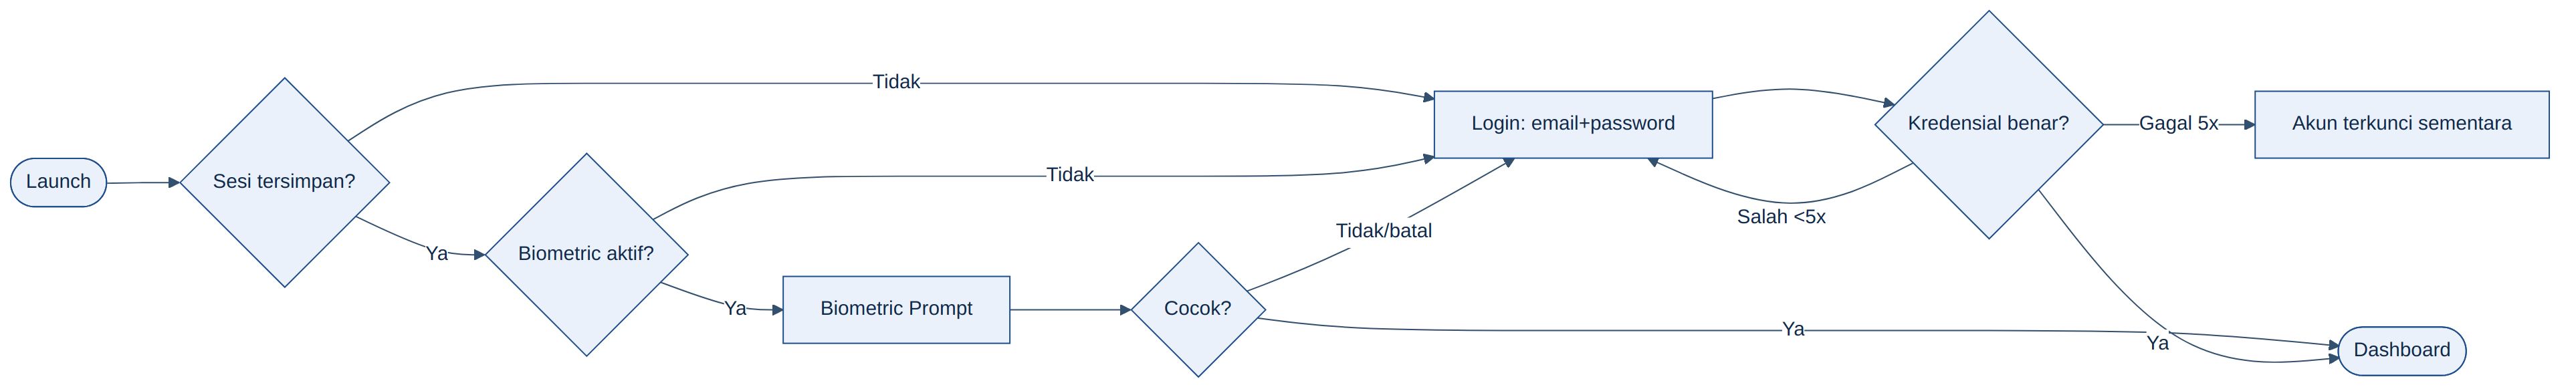 Launch
Sesi tersimpan?
Tidak
Ya
Biometric aktif?
Tidak
Ya
Biometric Prompt
Cocok?
Tidak/batal
Ya
Login: email+password
Salah <5x
Kredensial benar?
Gagal 5x
Akun terkunci sementara
Ya
Dashboard